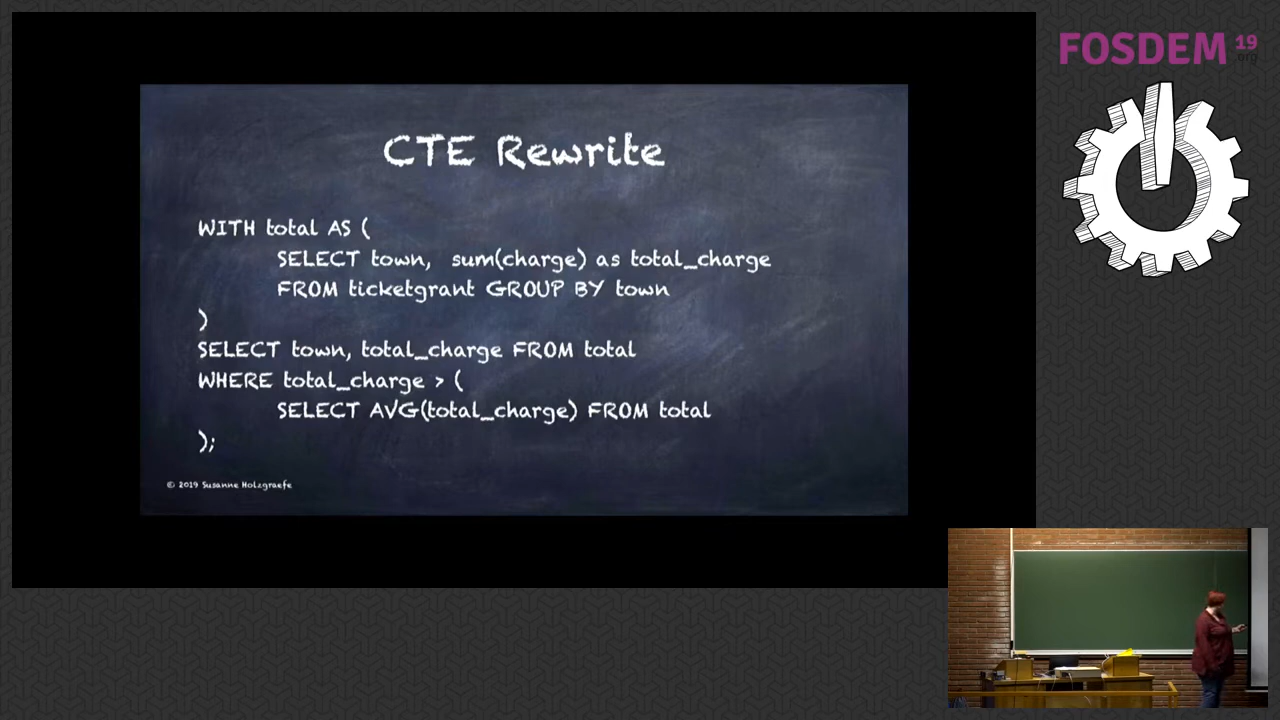 FOSDEM 19
.org
CTE Rewrite
WITH total AS (
SELECT town, sum(charge) as total_charge
FROM ticketgrant GROUP BY town
)
SELECT town, total_charge FROM total
WHERE total_charge > (
SELECT AVG(total_charge) FROM total
);
© 2019 Susanne Holzgraefe